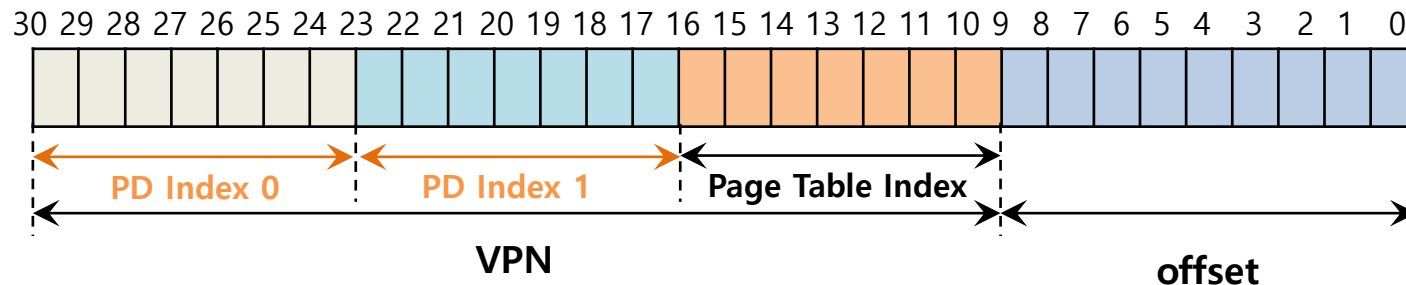 30 29 28 27 26 25 24 23 22 21 20 19 18 17 16 15 14 13 12 11 10 9 8 7 6 5 4 3 2 1 0
PD Index 0 PD Index 1 Page Table Index
VPN offset